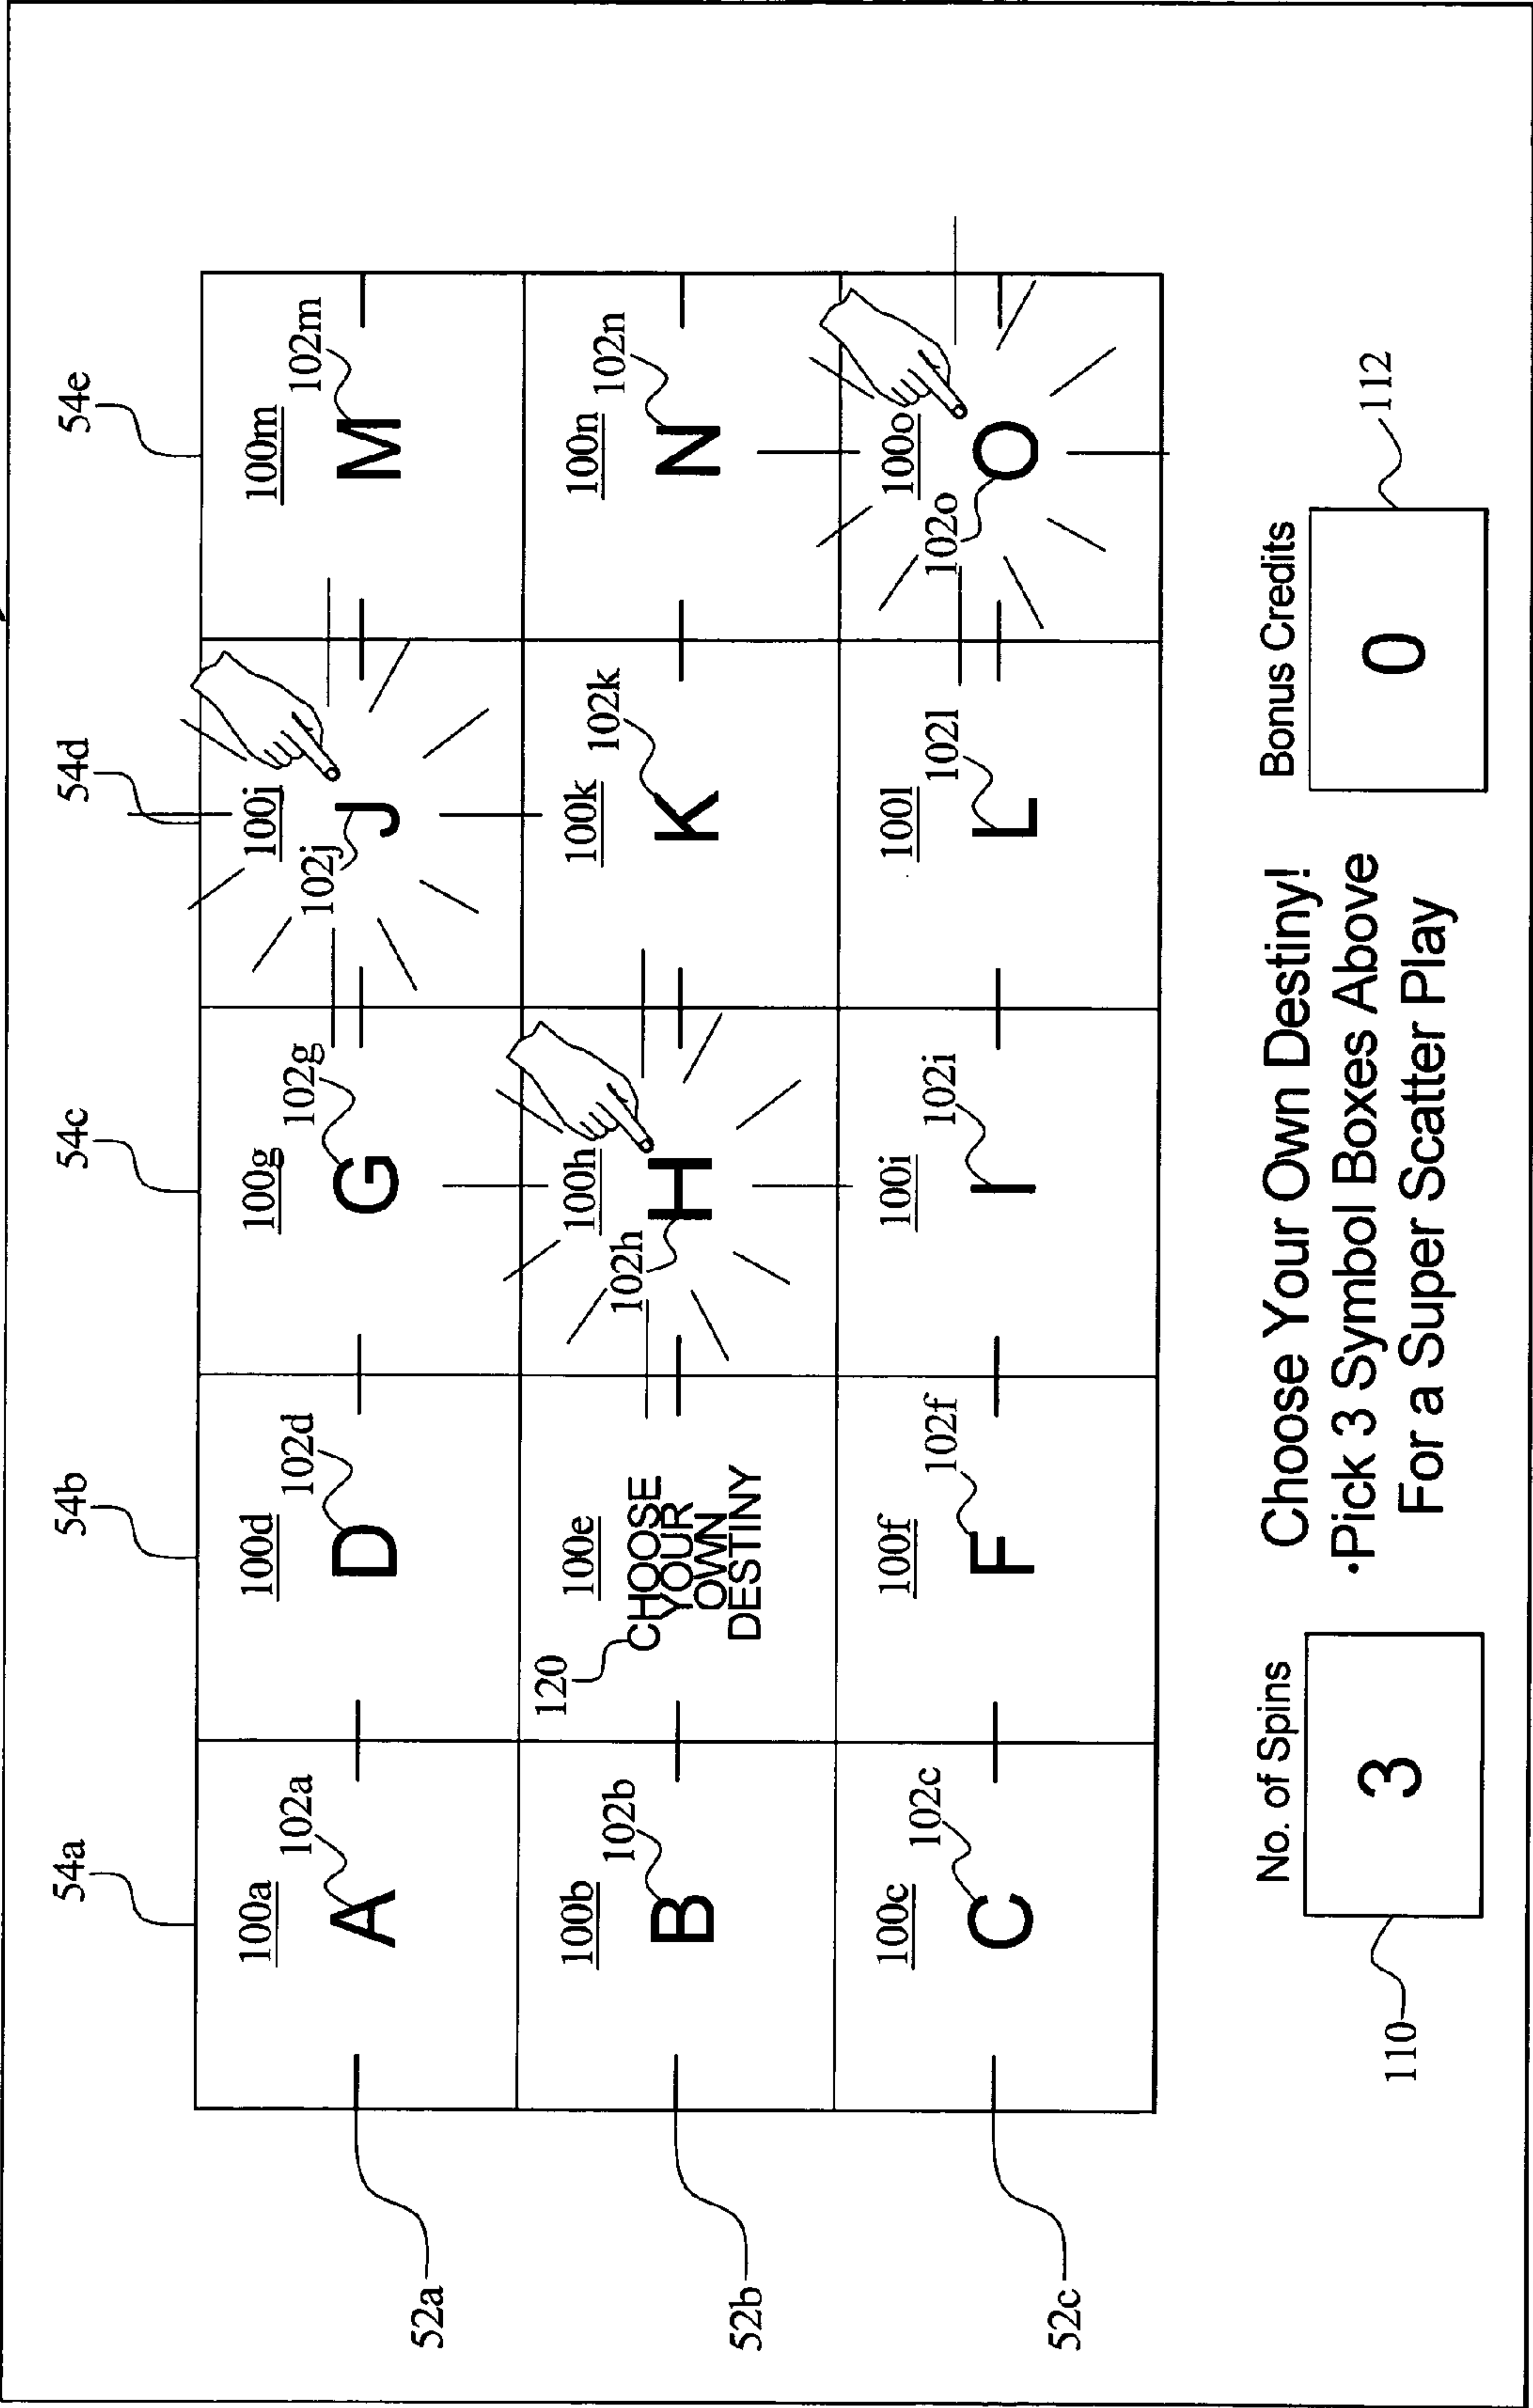 54a 54b 54c 54d 54e
100a 100d 100g 100j 100m
102a 102d 102g 102j 102m
A D G J M
52a
100b 120 100e 100h 100k 100n
102b 102h 102k 102n
B
CHOOSE
YOUR
OWN
DESTINY
H K N
52b
100c 100f 100i 100l 100o
102c 102f 102i 102l 102o
C F I L O
52c
No. of Spins
3
110
Choose Your Own Destiny!
•Pick 3 Symbol Boxes Above
For a Super Scatter Play
Bonus Credits
0
112